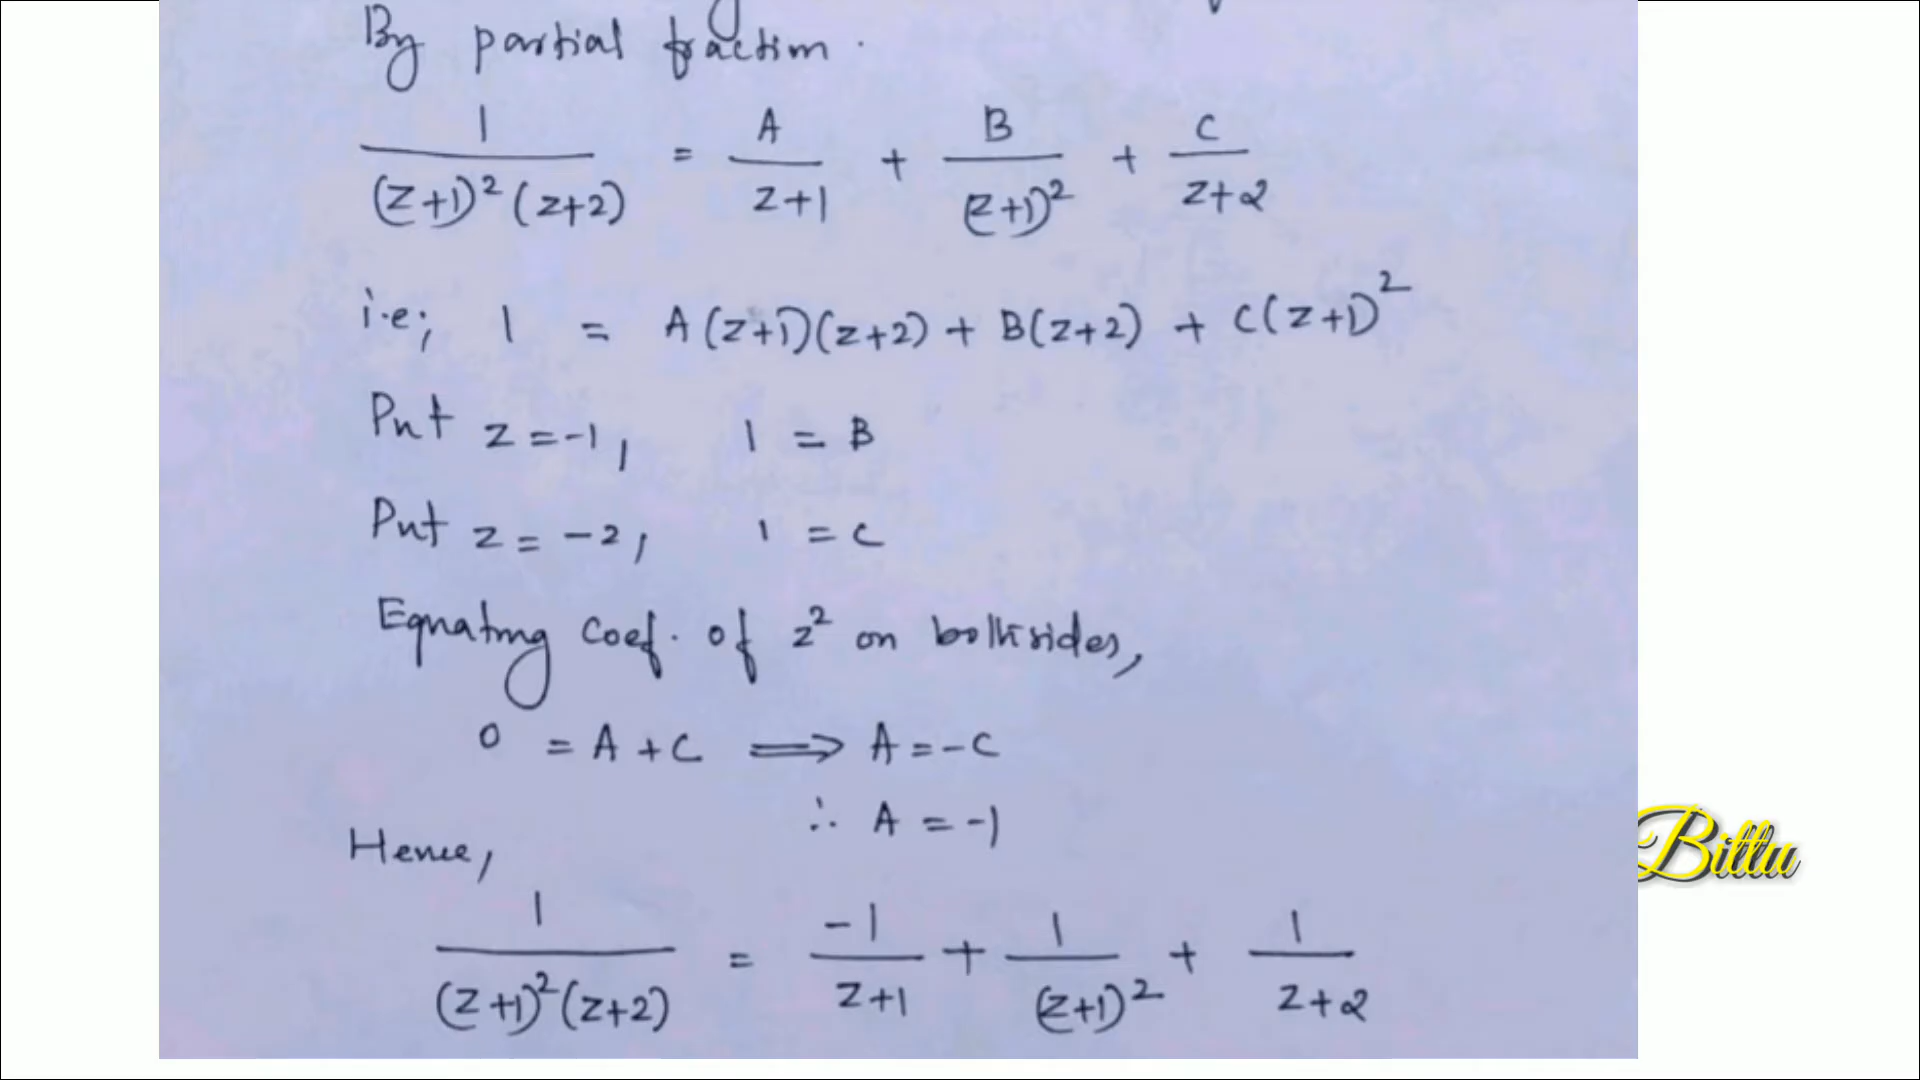 By partial fraction.
1/((z+1)²(z+2)) = A/(z+1) + B/(z+1)² + C/(z+2)
i.e; 1 = A(z+1)(z+2) + B(z+2) + C(z+1)²
Put z = -1, 1 = B
Put z = -2, 1 = C
Equating coef. of z² on both sides,
0 = A + C ⟹ A = -C
∴ A = -1
Hence,
1/((z+1)²(z+2)) = -1/(z+1) + 1/(z+1)² + 1/(z+2)
Bittu